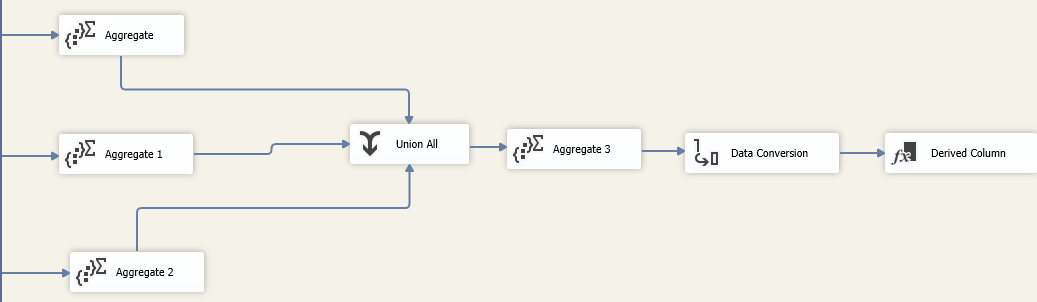 Aggregate
Aggregate 1
Union All
Aggregate 3
Data Conversion
Derived Column
Aggregate 2